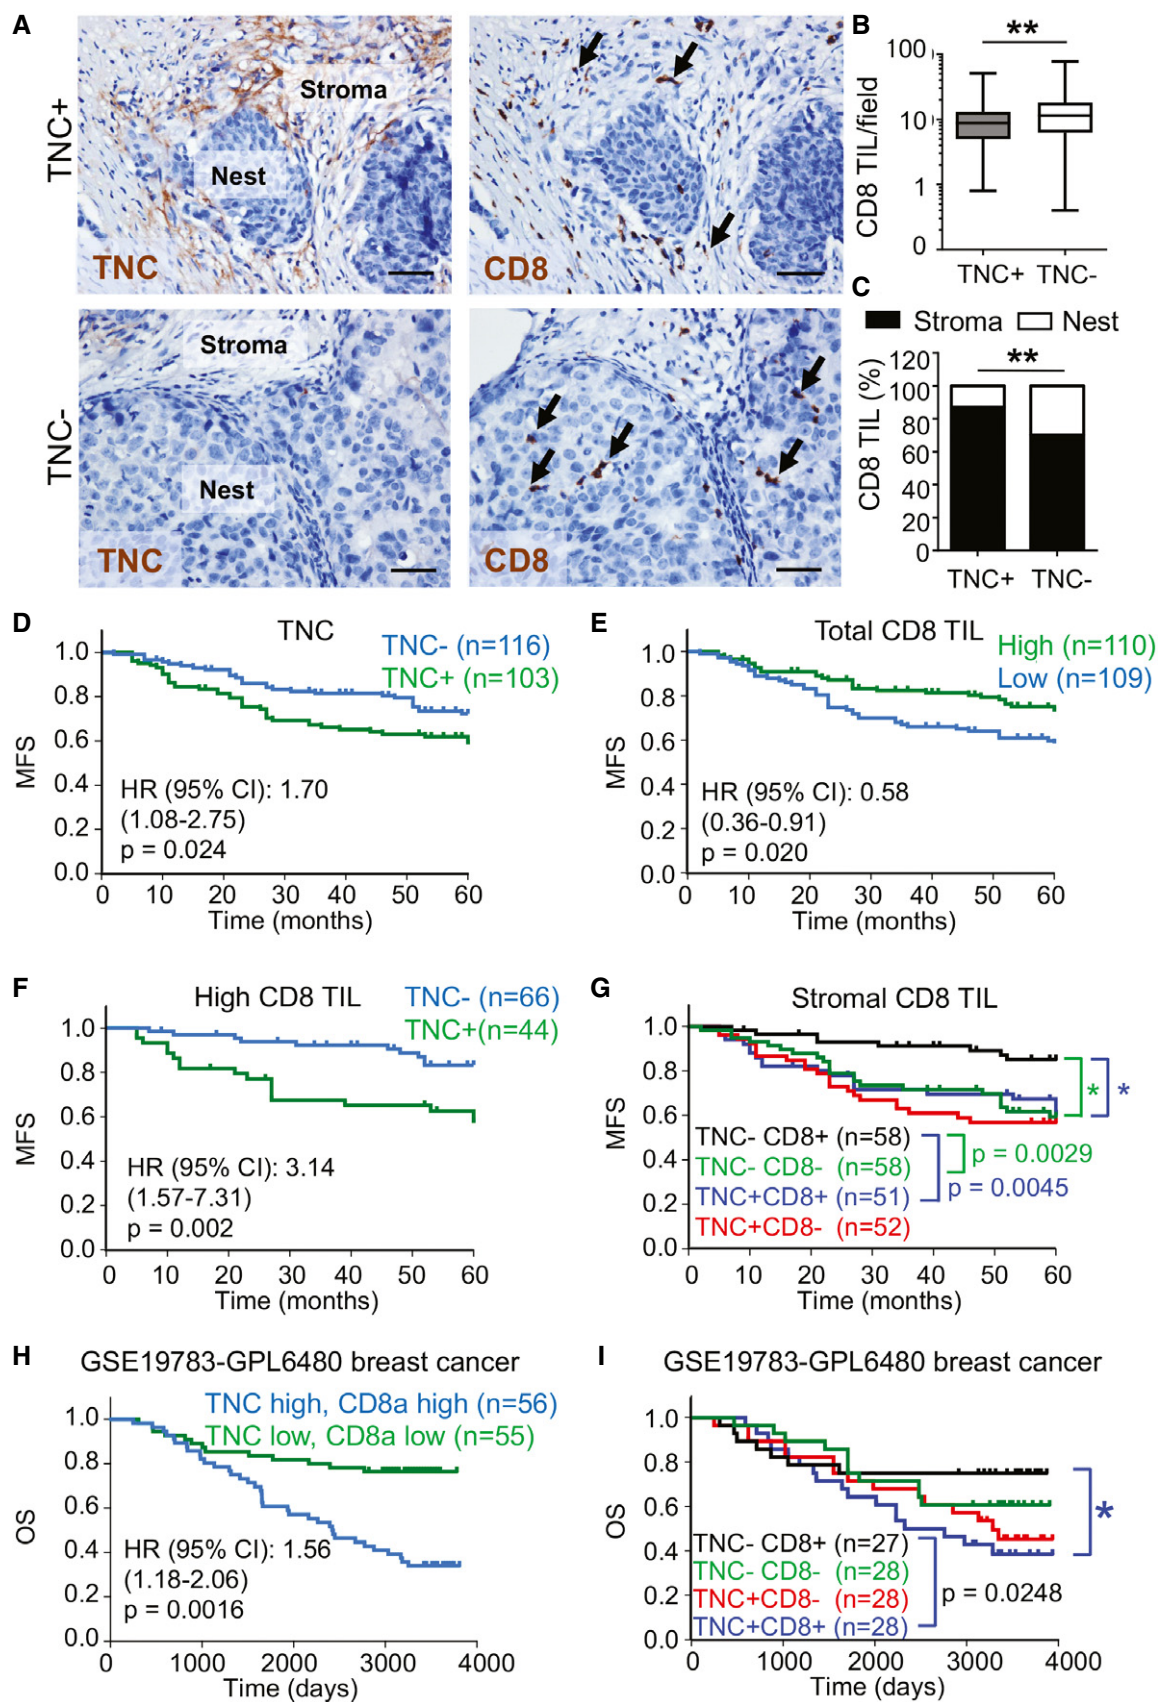 A
TNC+
Stroma
Nest
TNC
CD8
TNC-
Stroma
Nest
TNC
CD8
B
**
CD8 TIL/field
100
10
1
0
TNC+ TNC-
C
Stroma Nest
**
CD8 TIL (%)
120
100
80
60
40
20
0
TNC+ TNC-
D
TNC
TNC- (n=116)
TNC+ (n=103)
MFS
1.0
0.8
0.6
0.4
0.2
0.0
HR (95% CI): 1.70
(1.08-2.75)
p = 0.024
0 10 20 30 40 50 60
Time (months)
E
Total CD8 TIL
High (n=110)
Low (n=109)
MFS
1.0
0.8
0.6
0.4
0.2
0.0
HR (95% CI): 0.58
(0.36-0.91)
p = 0.020
0 10 20 30 40 50 60
Time (months)
F
High CD8 TIL
TNC- (n=66)
TNC+(n=44)
MFS
1.0
0.8
0.6
0.4
0.2
0.0
HR (95% CI): 3.14
(1.57-7.31)
p = 0.002
0 10 20 30 40 50 60
Time (months)
G
Stromal CD8 TIL
MFS
1.0
0.8
0.6
0.4
0.2
0.0
* *
TNC- CD8+ (n=58)
TNC- CD8- (n=58)
TNC+CD8+ (n=51)
TNC+CD8- (n=52)
p = 0.0029
p = 0.0045
0 10 20 30 40 50 60
Time (months)
H
GSE19783-GPL6480 breast cancer
TNC high, CD8a high (n=56)
TNC low, CD8a low (n=55)
OS
1.0
0.8
0.6
0.4
0.2
0.0
HR (95% CI): 1.56
(1.18-2.06)
p = 0.0016
0 1000 2000 3000 4000
Time (days)
I
GSE19783-GPL6480 breast cancer
OS
1.0
0.8
0.6
0.4
0.2
0.0
*
TNC- CD8+ (n=27)
TNC- CD8- (n=28)
TNC+CD8- (n=28)
TNC+CD8+ (n=28)
p = 0.0248
0 1000 2000 3000 4000
Time (days)